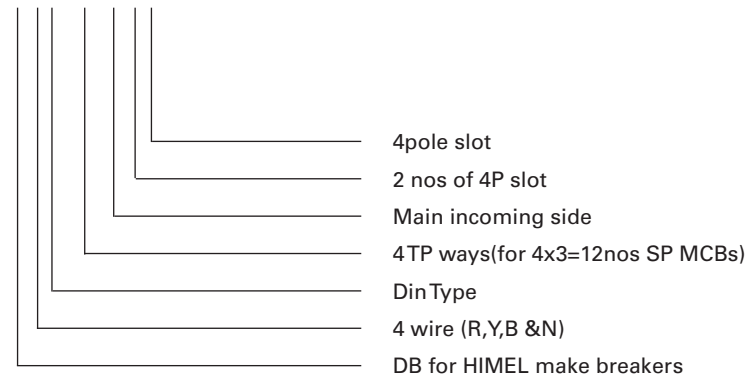 4pole slot
2 nos of 4P slot
Main incoming side
4TP ways(for 4x3=12nos SP MCBs)
Din Type
4 wire (R,Y,B &N)
DB for HIMEL make breakers